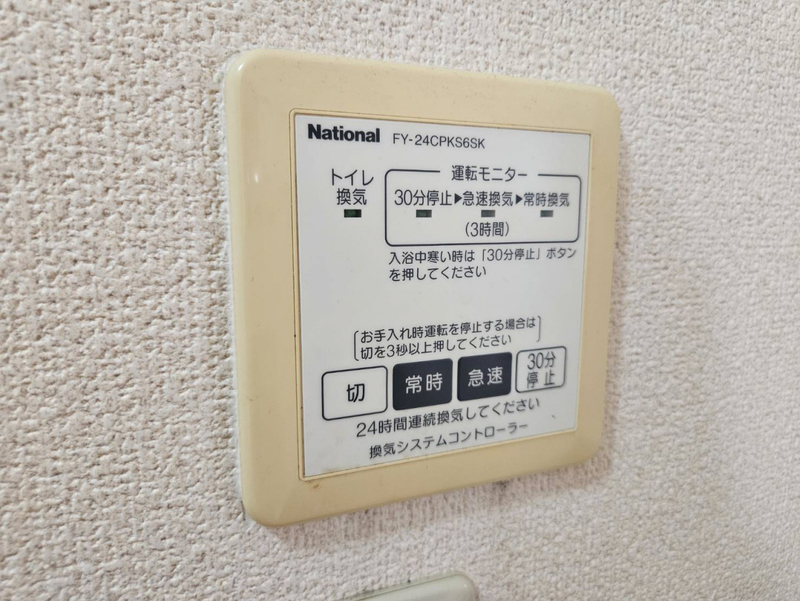 National FY-24CPKS6SK
トイレ
換気
運転モニター
30分停止▶急速換気▶常時換気
(3時間)
入浴中寒い時は「30分停止」ボタン
を押してください
お手入れ時運転を停止する場合は
切を3秒以上押してください
切 常時 急速 30分
停止
24時間連続換気してください
換気システムコントローラー